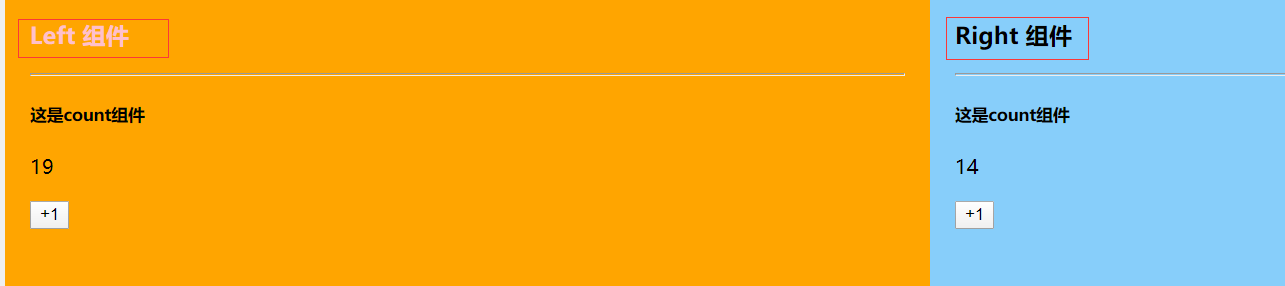 Left 组件
这是count组件
19
+1
Right 组件
这是count组件
14
+1